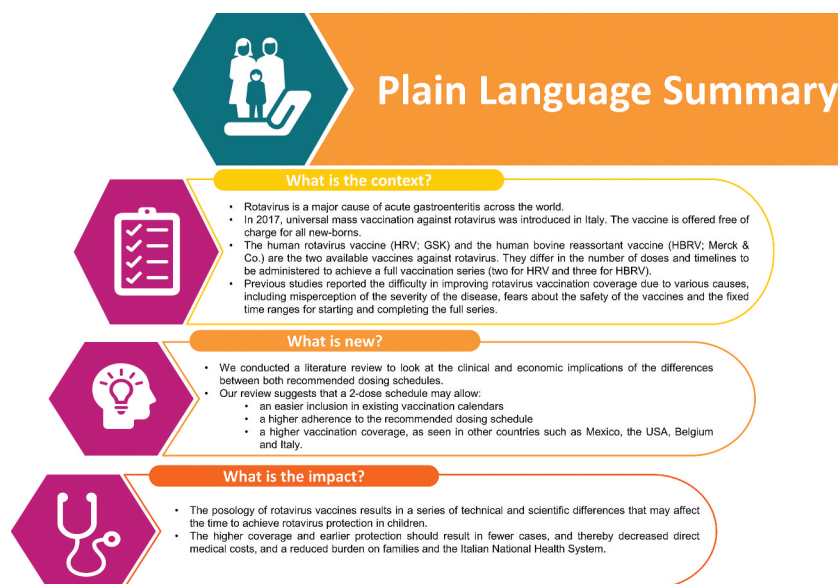 Plain Language Summary
What is the context?
• Rotavirus is a major cause of acute gastroenteritis across the world.
• In 2017, universal mass vaccination against rotavirus was introduced in Italy. The vaccine is offered free of
charge for all new-borns.
• The human rotavirus vaccine (HRV; GSK) and the human bovine reassortant vaccine (HBRV; Merck &
Co.) are the two available vaccines against rotavirus. They differ in the number of doses and timelines to
be administered to achieve a full vaccination series (two for HRV and three for HBRV).
• Previous studies reported the difficulty in improving rotavirus vaccination coverage due to various causes,
including misperception of the severity of the disease, fears about the safety of the vaccines and the fixed
time ranges for starting and completing the full series.
What is new?
• We conducted a literature review to look at the clinical and economic implications of the differences
between both recommended dosing schedules.
• Our review suggests that a 2-dose schedule may allow:
• an easier inclusion in existing vaccination calendars
• a higher adherence to the recommended dosing schedule
• a higher vaccination coverage, as seen in other countries such as Mexico, the USA, Belgium
and Italy.
What is the impact?
• The posology of rotavirus vaccines results in a series of technical and scientific differences that may affect
the time to achieve rotavirus protection in children.
• The higher coverage and earlier protection should result in fewer cases, and thereby decreased direct
medical costs, and a reduced burden on families and the Italian National Health System.